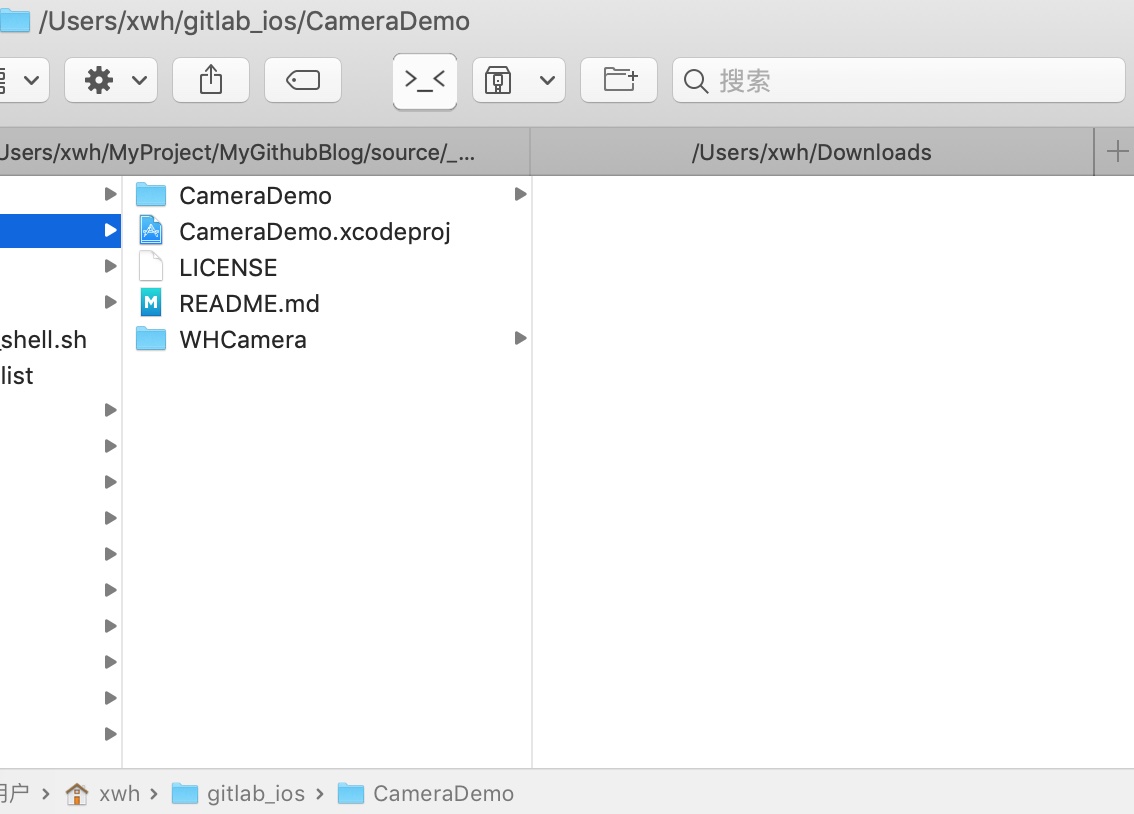 /Users/xwh/gitlab_ios/CameraDemo
>_<
搜索
Users/xwh/MyProject/MyGithubBlog/source/_...
/Users/xwh/Downloads
CameraDemo
CameraDemo.xcodeproj
LICENSE
M
README.md
_shell.sh
WHCamera
list
用户 › xwh › gitlab_ios › CameraDemo